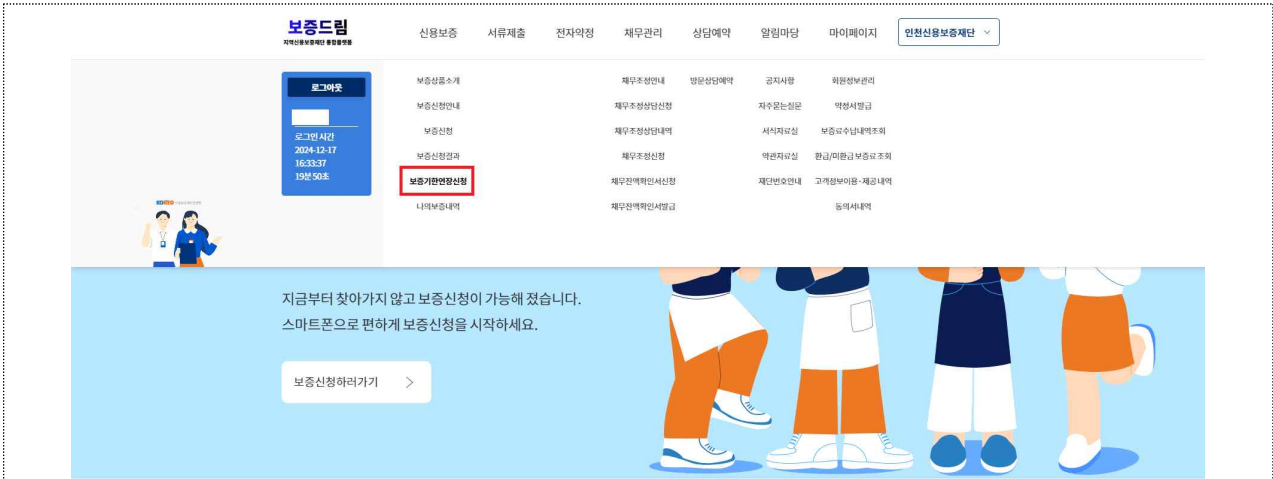 보증드림
지역신용보증재단 통합플랫폼
신용보증 서류제출 전자약정 채무관리 상담예약 알림마당 마이페이지 인천신용보증재단
로그아웃
로그인 시간
2024-12-17
16:33:37
19분 50초
보증상품소개 채무조정안내 방문상담예약 공지사항 회원정보관리
보증신청안내 채무조정상담신청 자주묻는질문 약정서발급
보증신청 채무조정상담내역 서식자료실 보증료수납내역조회
보증신청결과 채무조정신청 약관자료실 환급/미환급 보증료 조회
보증기한연장신청 채무잔액확인서신청 재단번호안내 고객정보이용·제공내역
나의보증내역 채무잔액확인서발급 동의서내역
지금부터 찾아가지 않고 보증신청이 가능해 졌습니다.
스마트폰으로 편하게 보증신청을 시작하세요.
보증신청하러가기